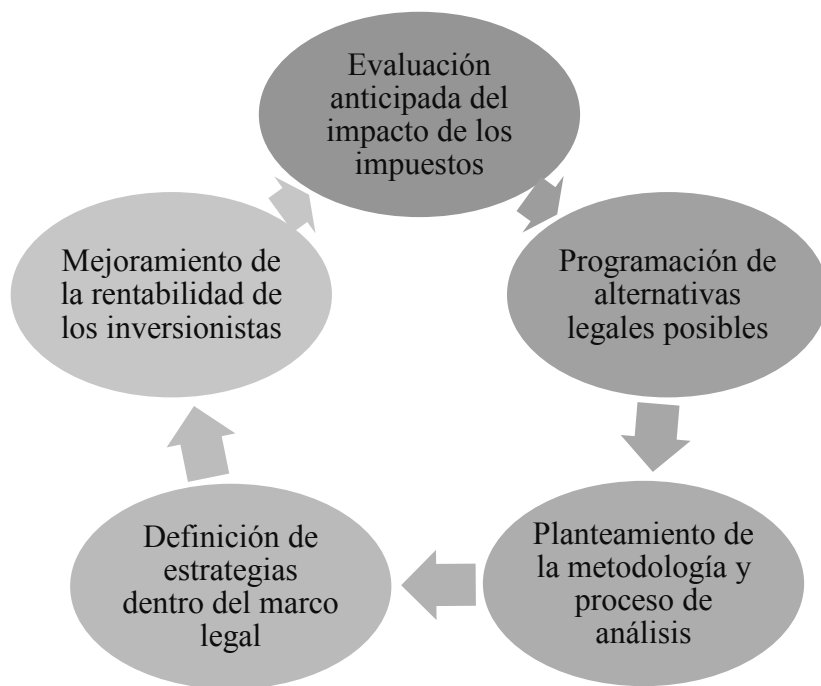 Evaluación
anticipada del
impacto de los
impuestos
Programación de
alternativas
legales posibles
Planteamiento de
la metodología y
proceso de
análisis
Definición de
estrategias
dentro del marco
legal
Mejoramiento de
la rentabilidad de
los inversionistas